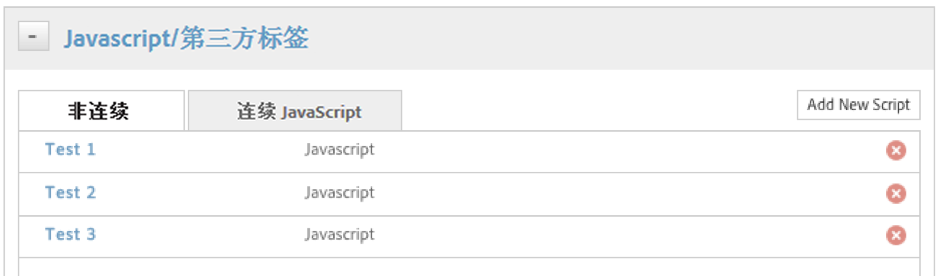 - Javascript/第三方标签
非连续 连续 JavaScript Add New Script
Test 1 Javascript
Test 2 Javascript
Test 3 Javascript